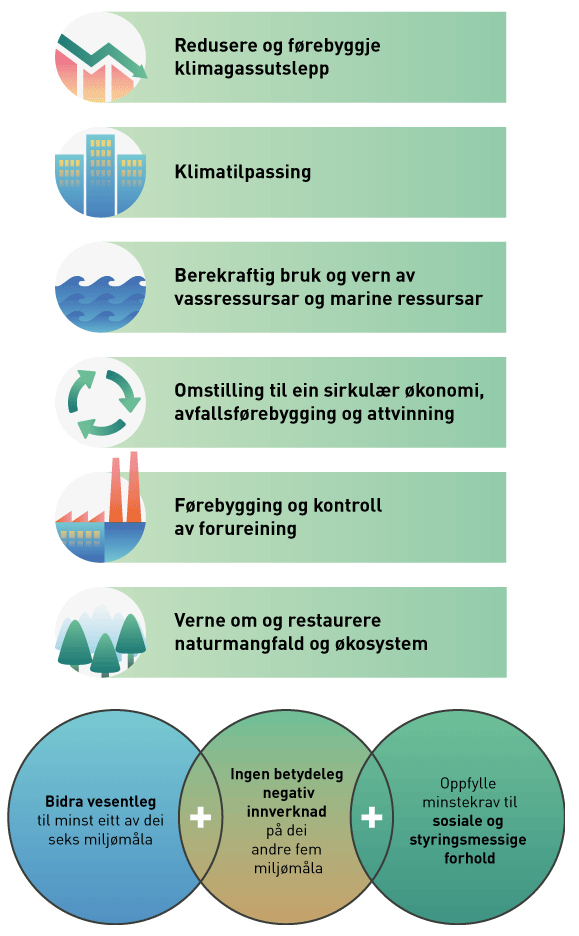 Redusere og førebyggje
klimagassutslepp
Klimatilpassing
Berekraftig bruk og vern av
vassressursar og marine ressursar
Omstilling til ein sirkulær økonomi,
avfallsførebygging og attvinning
Førebygging og kontroll
av forureining
Verne om og restaurere
naturmangfald og økosystem
Bidra vesentleg
til minst eitt av dei
seks miljømåla
+
Ingen betydeleg
negativ
innverknad
på dei
andre fem
miljømåla
+
Oppfylle
minstekrav til
sosiale og
styringsmessige
forhold